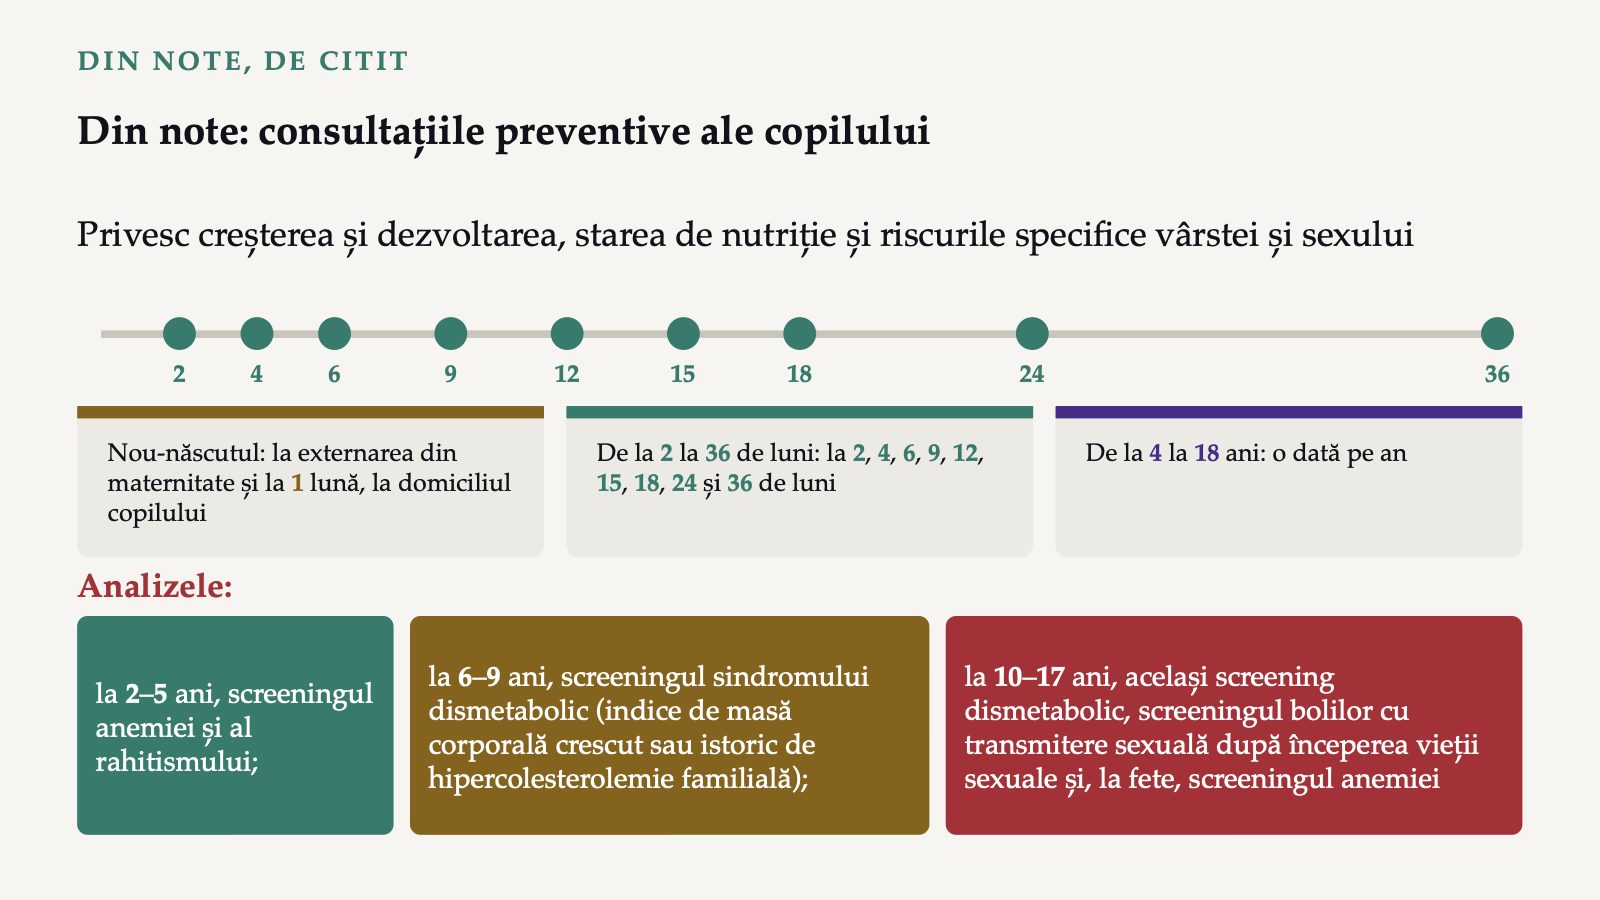 DIN NOTE, DE CITIT
Din note: consultațiile preventive ale copilului
Privesc creșterea și dezvoltarea, starea de nutriție și riscurile specifice vârstei și sexului
2 4 6 9 12 15 18 24 36
Nou-născutul: la externarea din
maternitate și la 1 lună, la domiciliul
copilului
De la 2 la 36 de luni: la 2, 4, 6, 9, 12,
15, 18, 24 și 36 de luni
De la 4 la 18 ani: o dată pe an
Analizele:
la 2–5 ani, screeningul
anemiei și al
rahitismului;
la 6–9 ani, screeningul sindromului
dismetabolic (indice de masă
corporală crescut sau istoric de
hipercolesterolemie familială);
la 10–17 ani, același screening
dismetabolic, screeningul bolilor cu
transmitere sexuală după începerea vieții
sexuale și, la fete, screeningul anemiei